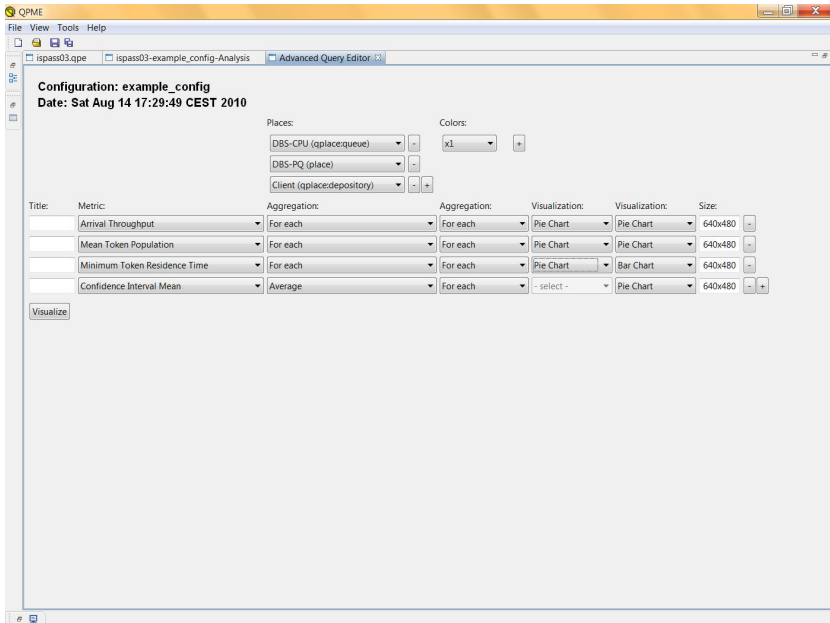 QPME
File View Tools Help
ispass03.qpe ispass03-example_config-Analysis Advanced Query Editor
Configuration: example_config
Date: Sat Aug 14 17:29:49 CEST 2010
Places: Colors:
DBS-CPU (qplace:queue) - x1 +
DBS-PQ (place) -
Client (qplace:depository) - +
Title: Metric: Aggregation: Aggregation: Visualization: Visualization: Size:
Arrival Throughput For each For each Pie Chart Pie Chart 640x480 -
Mean Token Population For each For each Pie Chart Pie Chart 640x480 -
Minimum Token Residence Time For each For each Pie Chart Bar Chart 640x480 -
Confidence Interval Mean Average For each - select - Pie Chart 640x480 - +
Visualize